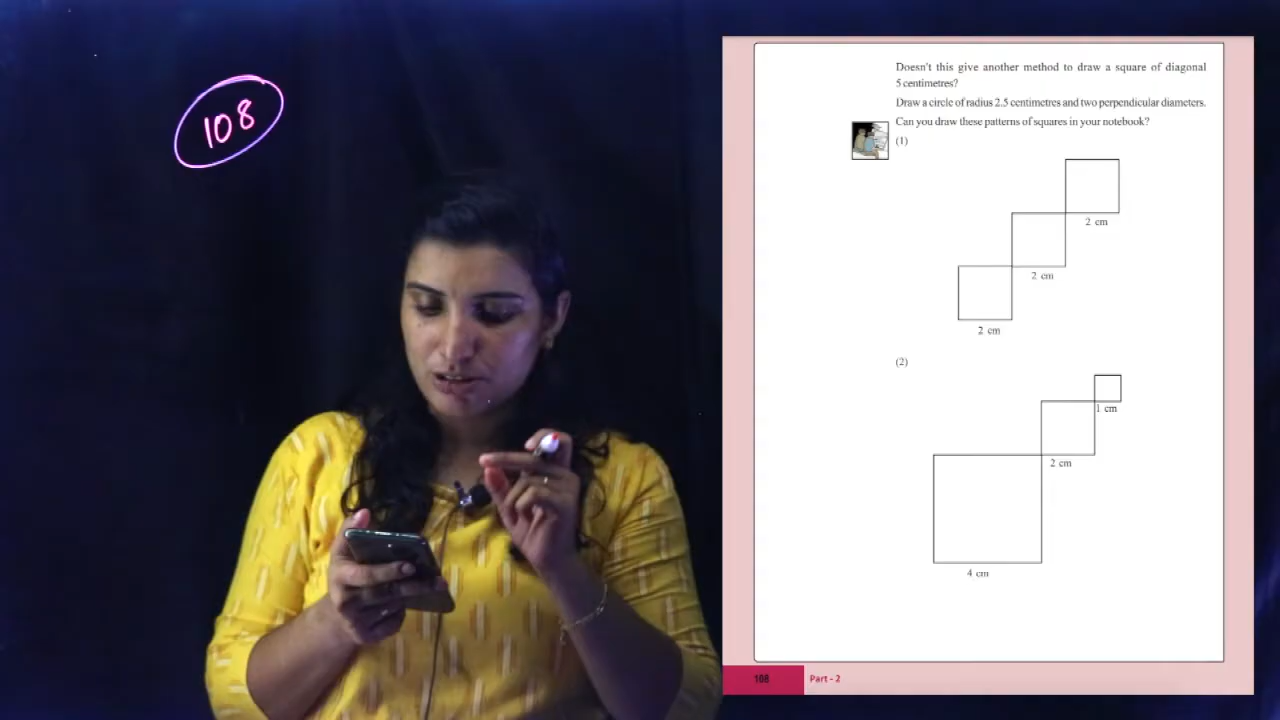 108
Doesn't this give another method to draw a square of diagonal
5 centimetres?
Draw a circle of radius 2.5 centimetres and two perpendicular diameters.
Can you draw these patterns of squares in your notebook?
(1)
2 cm
2 cm
2 cm
(2)
1 cm
2 cm
4 cm
108
Part - 2